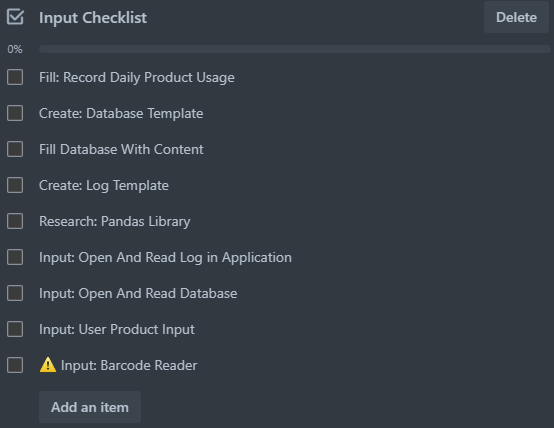 Input Checklist
Delete
0%
Fill: Record Daily Product Usage
Create: Database Template
Fill Database With Content
Create: Log Template
Research: Pandas Library
Input: Open And Read Log in Application
Input: Open And Read Database
Input: User Product Input
⚠️ Input: Barcode Reader
Add an item